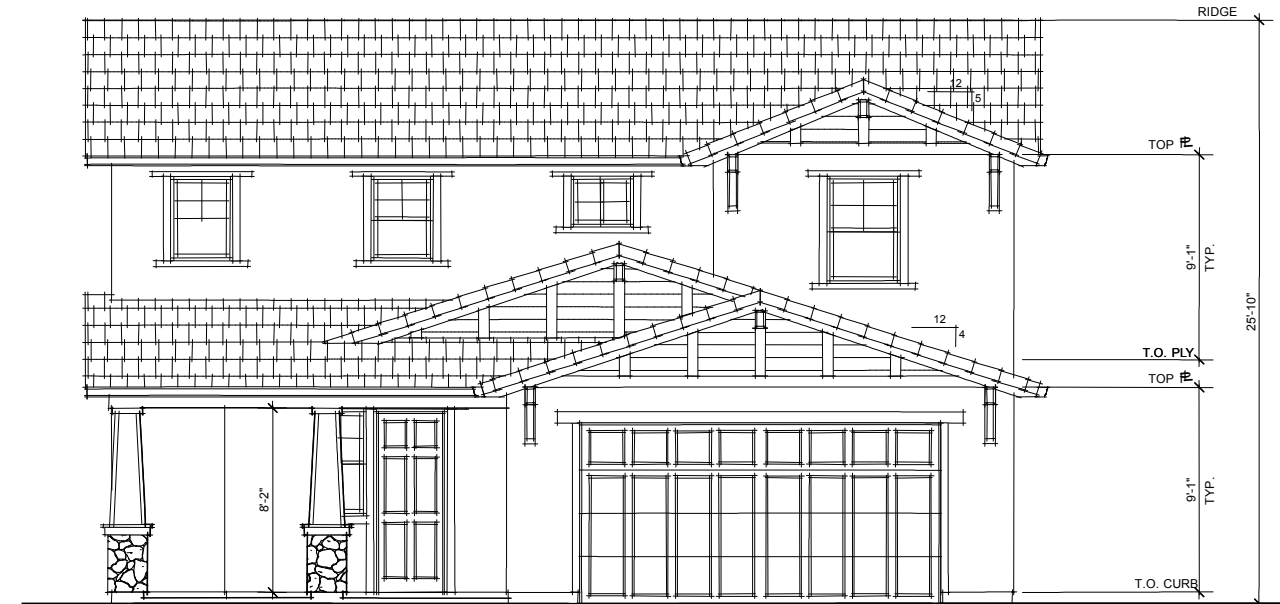 RIDGE
12
5
TOP PL
9'-1"
TYP.
25'-10"
12
4
T.O. PLY
TOP PL
8'-2"
9'-1"
TYP.
T.O. CURB